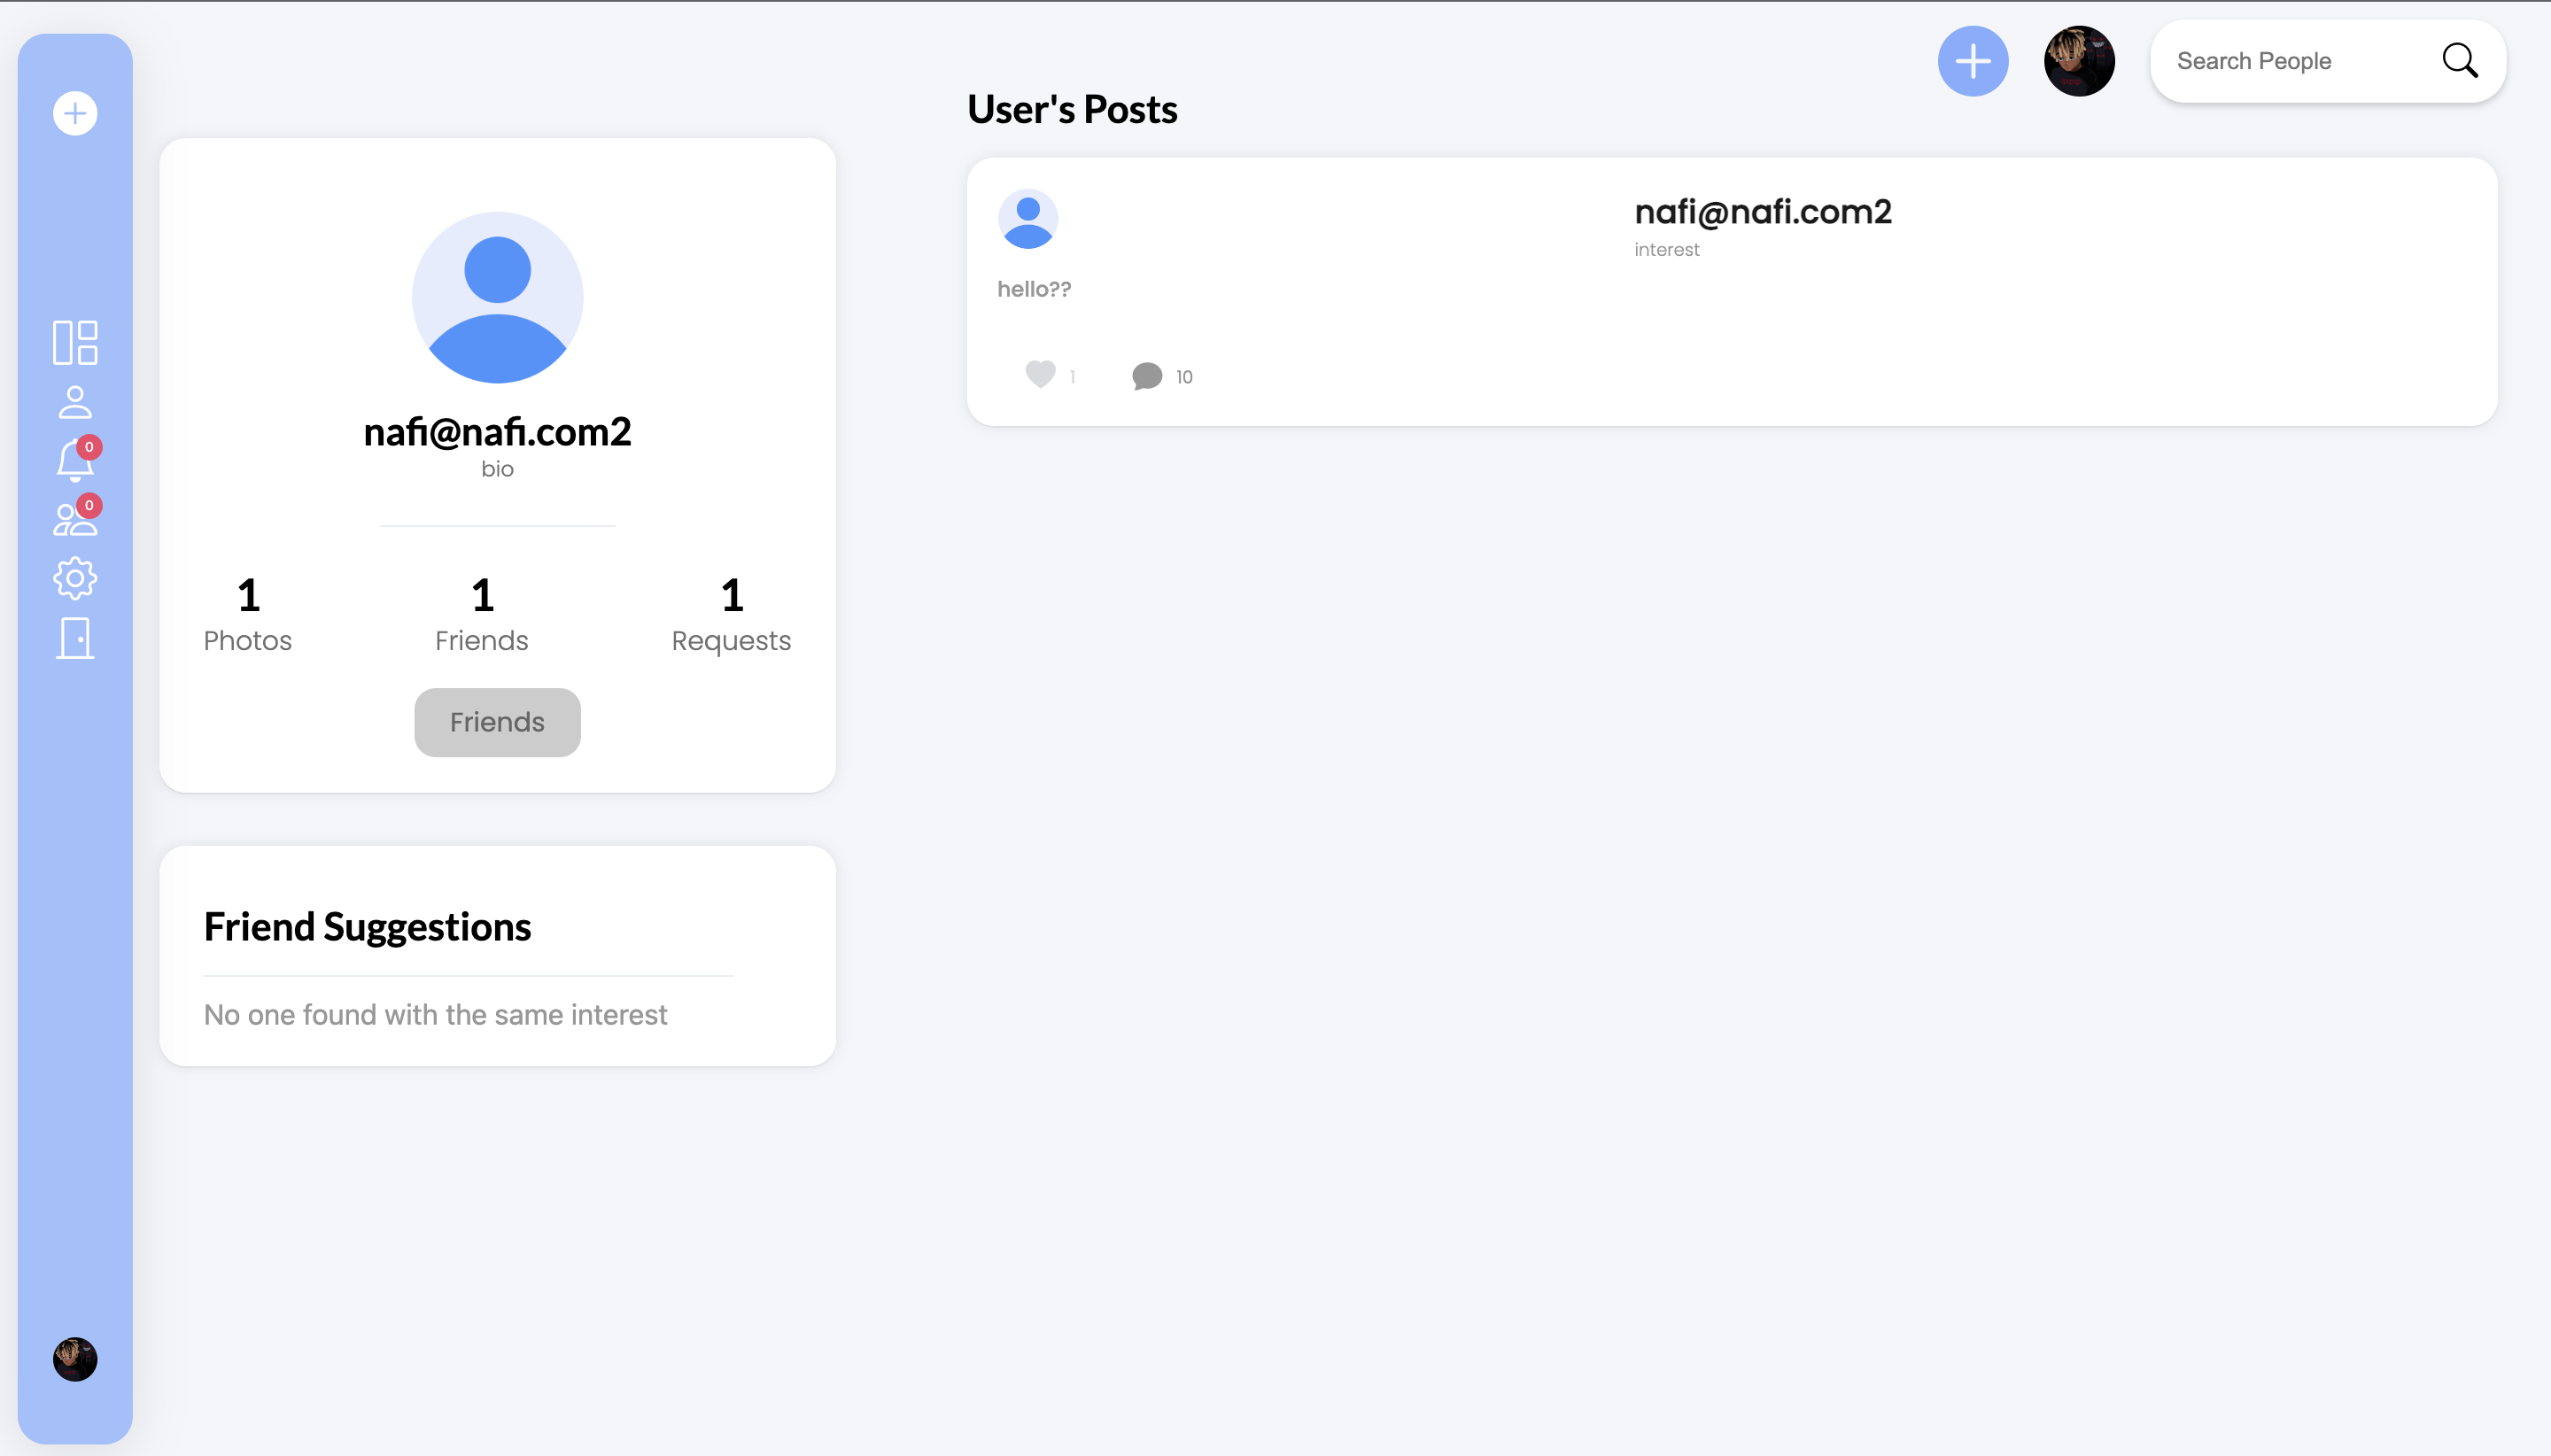 Search People
User's Posts
nafi@nafi.com2
interest
hello??
1
10
0
0
nafi@nafi.com2
bio
1
1
1
Photos
Friends
Requests
Friends
Friend Suggestions
No one found with the same interest